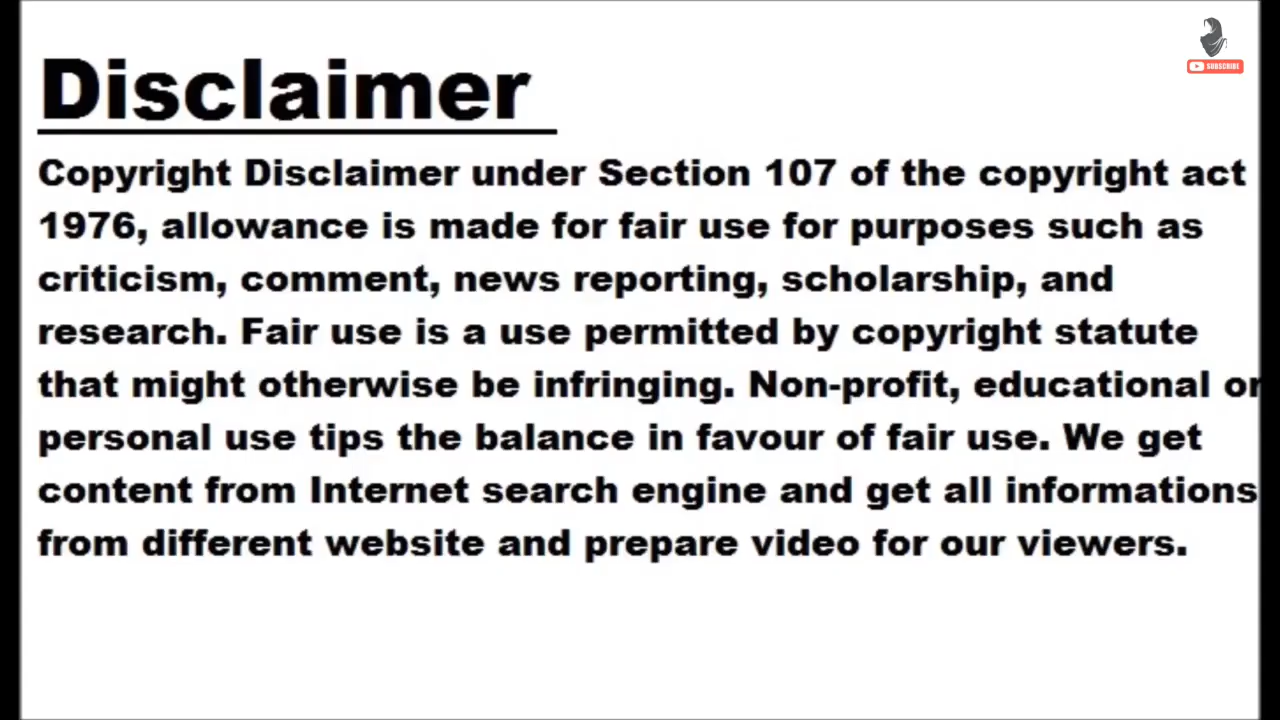 SUBSCRIBE
Disclaimer
Copyright Disclaimer under Section 107 of the copyright act
1976, allowance is made for fair use for purposes such as
criticism, comment, news reporting, scholarship, and
research. Fair use is a use permitted by copyright statute
that might otherwise be infringing. Non-profit, educational or
personal use tips the balance in favour of fair use. We get
content from Internet search engine and get all informations
from different website and prepare video for our viewers.